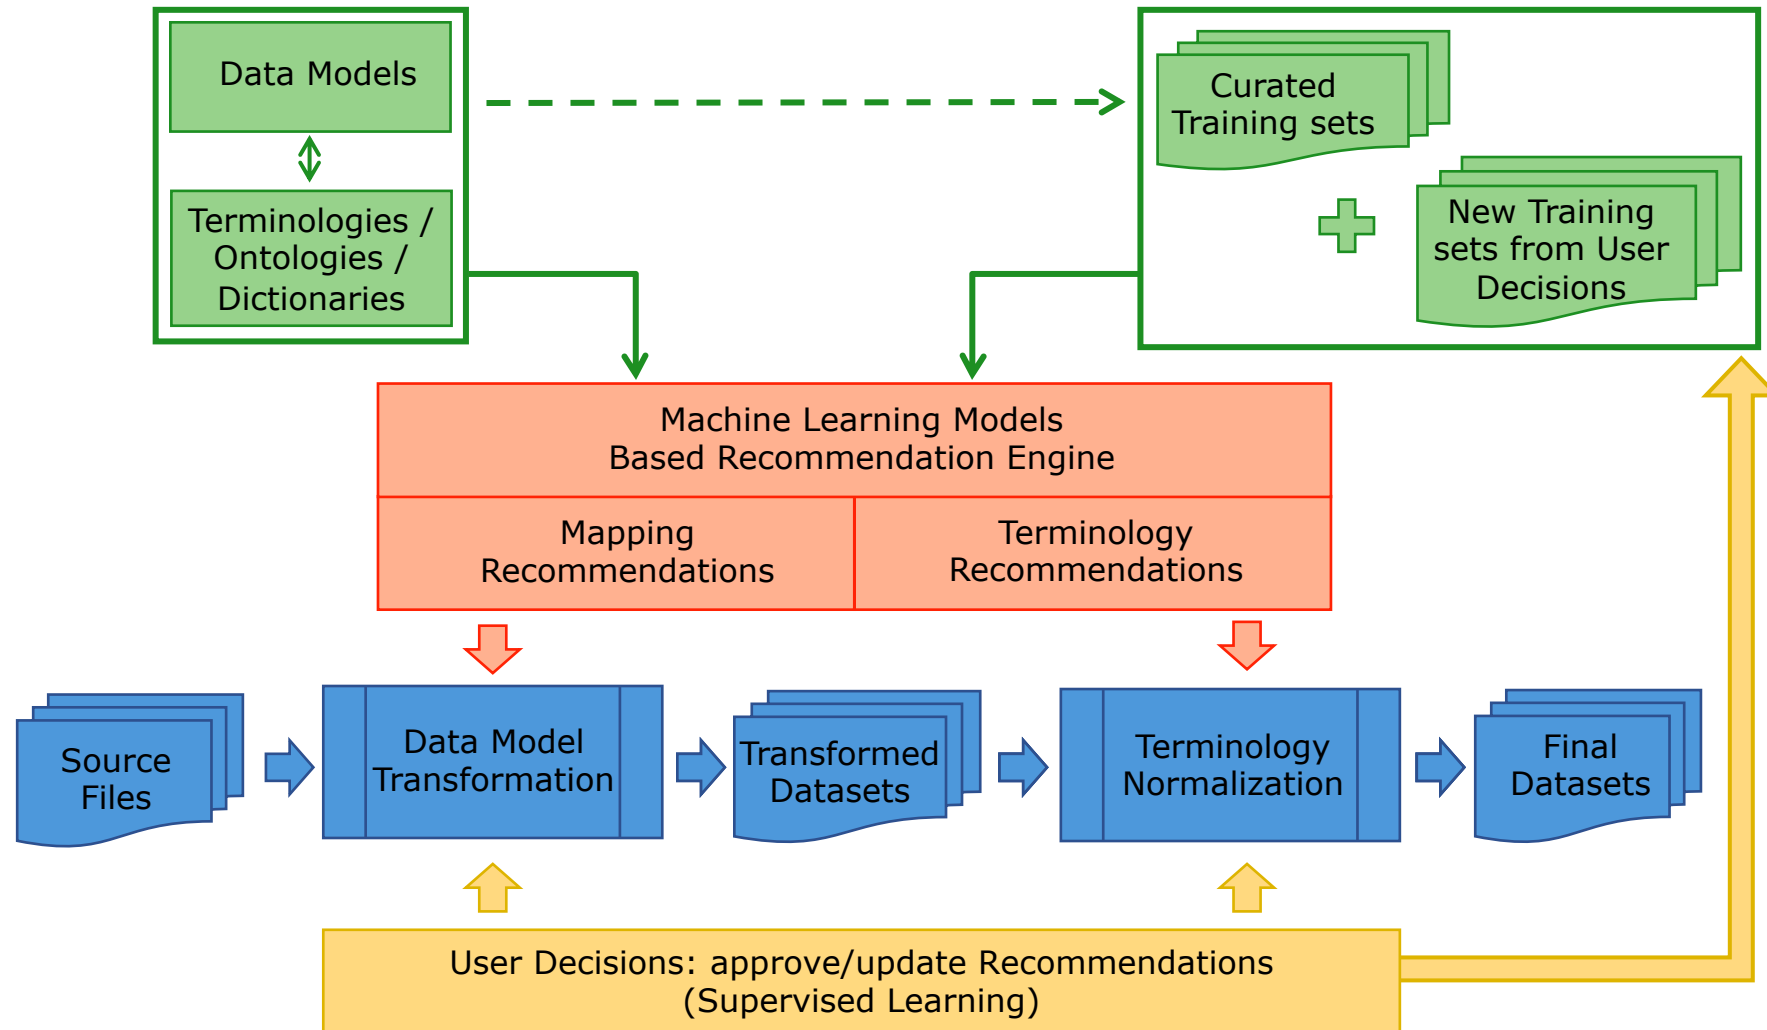 Data Models
Terminologies /
Ontologies /
Dictionaries
Curated
Training sets
New Training
sets from User
Decisions
Machine Learning Models
Based Recommendation Engine
Mapping
Recommendations
Terminology
Recommendations
Source
Files
Data Model
Transformation
Transformed
Datasets
Terminology
Normalization
Final
Datasets
User Decisions: approve/update Recommendations
(Supervised Learning)